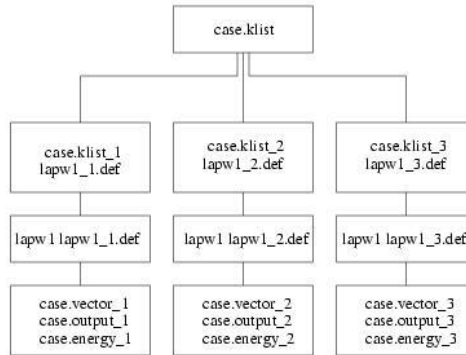 case.klist
case.klist_1
lapw1_1.def
case.klist_2
lapw1_2.def
case.klist_3
lapw1_3.def
lapw1 lapw1_1.def
lapw1 lapw1_2.def
lapw1 lapw1_3.def
case.vector_1
case.output_1
case.energy_1
case.vector_2
case.output_2
case.energy_2
case.vector_3
case.output_3
case.energy_3